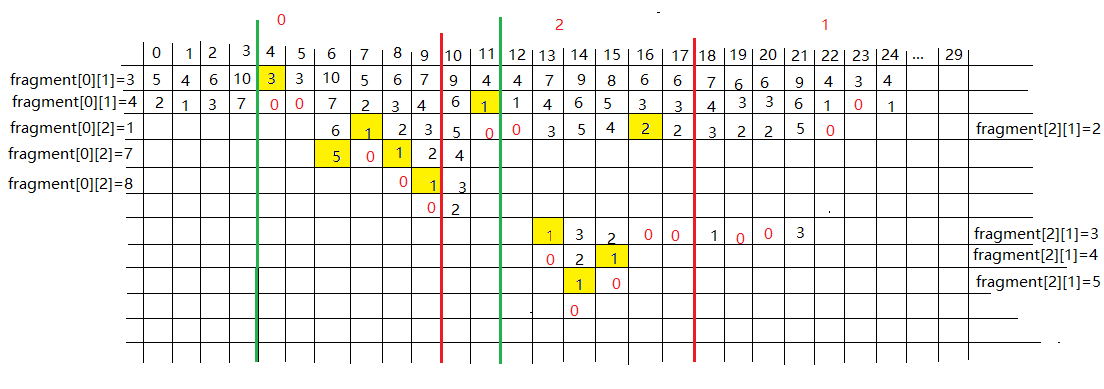 0 2 1
0 1 2 3 4 5 6 7 8 9 10 11 12 13 14 15 16 17 18 19 20 21 22 23 24 ... 29
fragment[0][1]=3 5 4 6 10 3 3 10 5 6 7 9 4 4 7 9 8 6 6 7 6 6 9 4 3 4
fragment[0][1]=4 2 1 3 7 0 0 7 2 3 4 6 1 1 4 6 5 3 3 4 3 3 6 1 0 1
fragment[0][2]=1 6 1 2 3 5 0 0 3 5 4 2 2 3 2 2 5 0 fragment[2][1]=2
fragment[0][2]=7 5 0 1 2 4
fragment[0][2]=8 0 1 3
0 2
1 3 2 0 0 1 0 0 3 fragment[2][1]=3
0 2 1 fragment[2][1]=4
1 0 fragment[2][1]=5
0